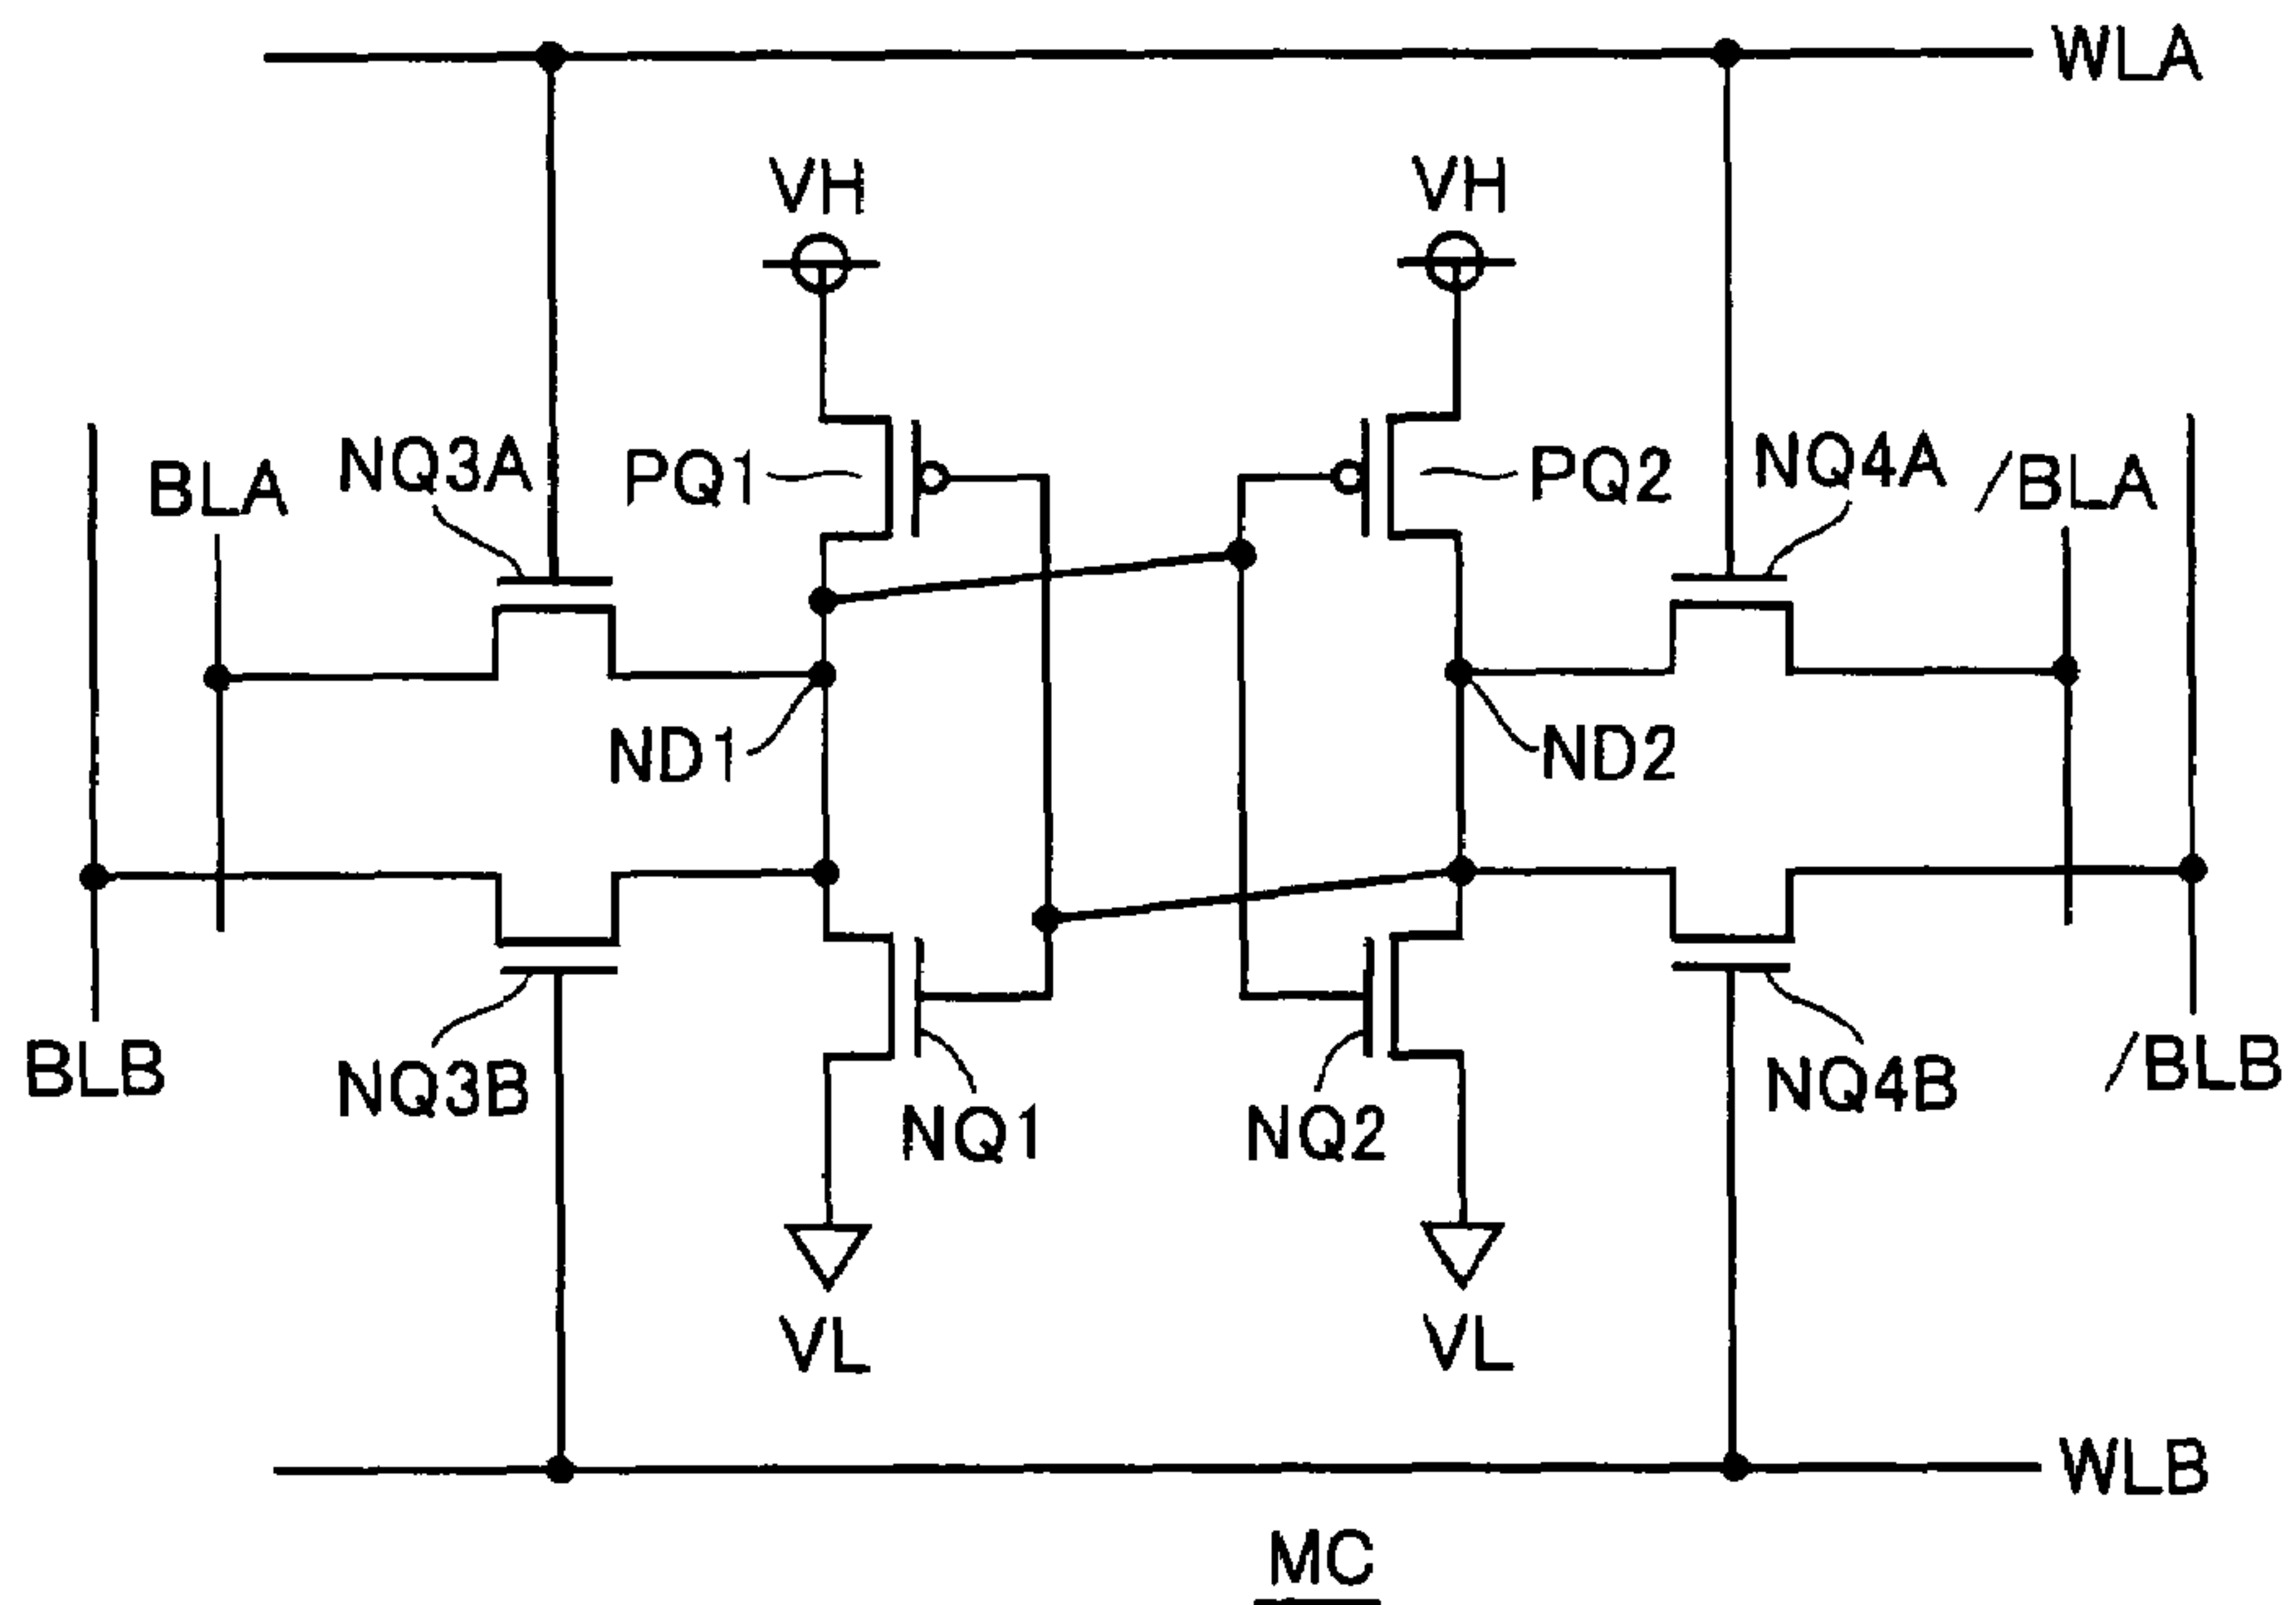 WLA
VH
VH
NQ3A
PQ1
PQ2
NQ4A
BLA
/BLA
ND1
ND2
BLB
NQ3B
NQ1
NQ2
NQ4B
/BLB
VL
VL
WLB
MC